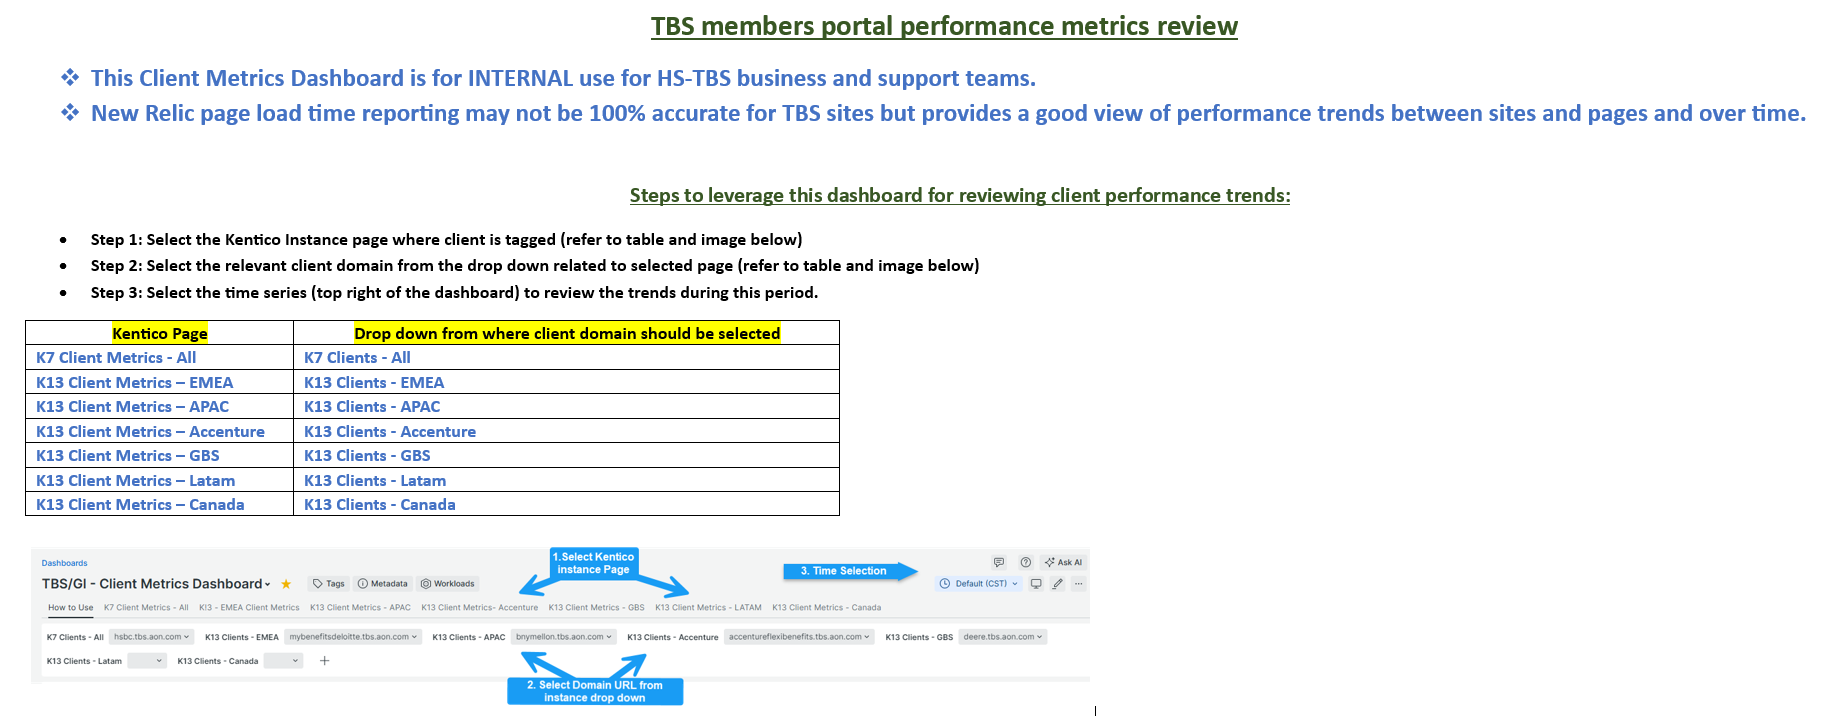 TBS members portal performance metrics review
❖ This Client Metrics Dashboard is for INTERNAL use for HS-TBS business and support teams.
❖ New Relic page load time reporting may not be 100% accurate for TBS sites but provides a good view of performance trends between sites and pages and over time.
Steps to leverage this dashboard for reviewing client performance trends:
• Step 1: Select the Kentico Instance page where client is tagged (refer to table and image below)
• Step 2: Select the relevant client domain from the drop down related to selected page (refer to table and image below)
• Step 3: Select the time series (top right of the dashboard) to review the trends during this period.
Kentico Page Drop down from where client domain should be selected
K7 Client Metrics - All K7 Clients - All
K13 Client Metrics – EMEA K13 Clients - EMEA
K13 Client Metrics – APAC K13 Clients - APAC
K13 Client Metrics – Accenture K13 Clients - Accenture
K13 Client Metrics – GBS K13 Clients - GBS
K13 Client Metrics – Latam K13 Clients - Latam
K13 Client Metrics – Canada K13 Clients - Canada
1.Select Kentico
instance Page
Dashboards
Ask AI
3. Time Selection
TBS/GI - Client Metrics Dashboard
Tags Metadata Workloads
Default (CST)
How to Use K7 Client Metrics - All K!3 - EMEA Client Metrics K13 Client Metrics - APAC K13 Client Metrics- Accenture K13 Client Metrics - GBS K13 Client Metrics - LATAM K13 Client Metrics - Canada
K7 Clients - All hsbc.tbs.aon.com K13 Clients - EMEA mybenefitsdeloitte.tbs.aon.com K13 Clients - APAC bnymellon.tbs.aon.com K13 Clients - Accenture accentureflexibenefits.tbs.aon.com K13 Clients - GBS deere.tbs.aon.com
K13 Clients - Latam K13 Clients - Canada +
2. Select Domain URL from
instance drop down